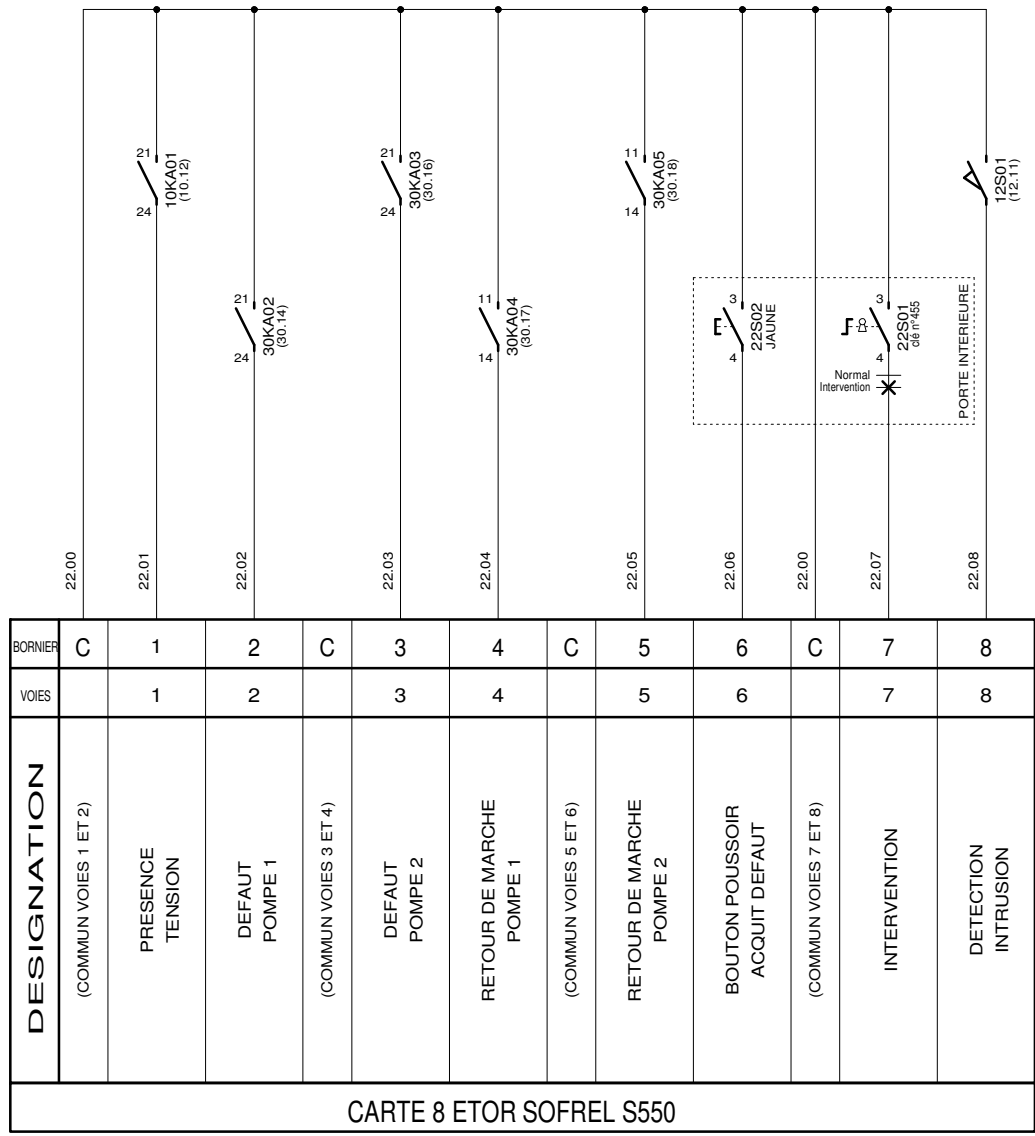 21
10KA01
(10.12)
24
21
30KA03
(30.16)
24
11
30KA05
(30.18)
14
12S01
(12.11)
21
30KA02
(30.14)
24
11
30KA04
(30.17)
14
3
22S02
JAUNE
4
3
22S01
clé n°455
4
Normal
Intervention
PORTE INTERIEURE
22.00
22.01
22.02
22.03
22.04
22.05
22.06
22.00
22.07
22.08
BORNIER C 1 2 C 3 4 C 5 6 C 7 8
VOIES 1 2 3 4 5 6 7 8
DESIGNATION
(COMMUN VOIES 1 ET 2)
PRESENCE
TENSION
DEFAUT
POMPE 1
(COMMUN VOIES 3 ET 4)
DEFAUT
POMPE 2
RETOUR DE MARCHE
POMPE 1
(COMMUN VOIES 5 ET 6)
RETOUR DE MARCHE
POMPE 2
BOUTON POUSSOIR
ACQUIT DEFAUT
(COMMUN VOIES 7 ET 8)
INTERVENTION
DETECTION
INTRUSION
CARTE 8 ETOR SOFREL S550